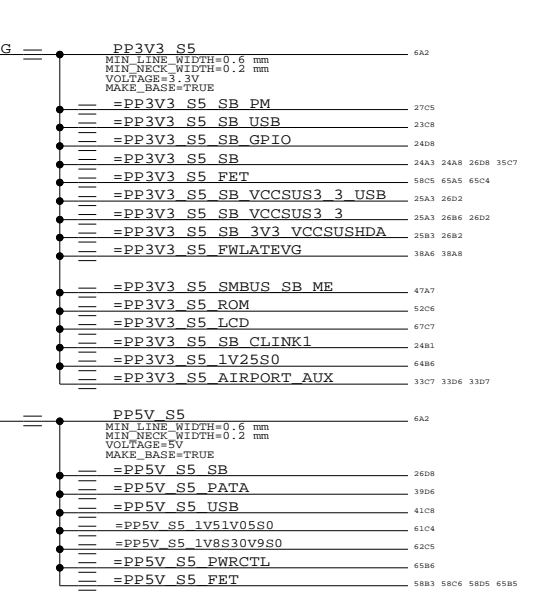 G
PP3V3_S5 6A2
MIN_LINE_WIDTH=0.6 mm
MIN_NECK_WIDTH=0.2 mm
VOLTAGE=3.3V
MAKE_BASE=TRUE
=PP3V3_S5_SB_PM 27C5
=PP3V3_S5_SB_USB 23C8
=PP3V3_S5_SB_GPIO 24D8
=PP3V3_S5_SB 24A3 24A8 26D8 35C7
=PP3V3_S5_FET 58C5 65A5 65C4
=PP3V3_S5_SB_VCCSUS3_3_USB 25A3 26D2
=PP3V3_S5_SB_VCCSUS3_3 25A3 26B6 26D2
=PP3V3_S5_SB_3V3_VCCSUSHDA 25B3 26B2
=PP3V3_S5_FWLATEVG 38A6 38A8
=PP3V3_S5_SMBUS_SB_ME 47A7
=PP3V3_S5_ROM 52C6
=PP3V3_S5_LCD 67C7
=PP3V3_S5_SB_CLINK1 24B1
=PP3V3_S5_1V25S0 64B6
=PP3V3_S5_AIRPORT_AUX 33C7 33D6 33D7
PP5V_S5 6A2
MIN_LINE_WIDTH=0.6 mm
MIN_NECK_WIDTH=0.2 mm
VOLTAGE=5V
MAKE_BASE=TRUE
=PP5V_S5_SB 26D8
=PP5V_S5_PATA 39D6
=PP5V_S5_USB 41C8
=PP5V_S5_1V51V05S0 61C4
=PP5V_S5_1V8S30V9S0 62C5
=PP5V_S5_PWRCTL 65B6
=PP5V_S5_FET 58B3 58C6 58D5 65B5